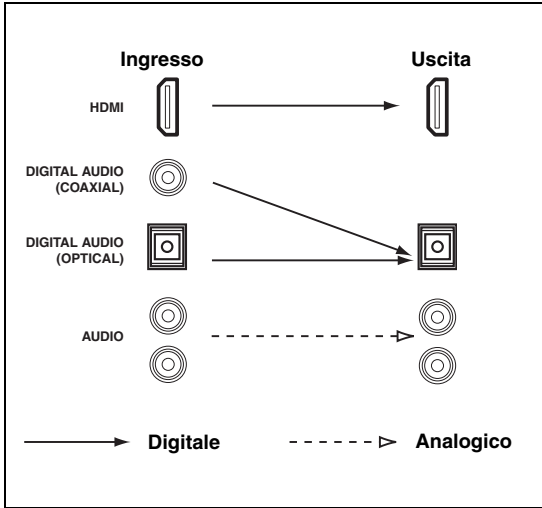 Ingresso Uscita
HDMI
DIGITAL AUDIO
(COAXIAL)
DIGITAL AUDIO
(OPTICAL)
AUDIO
Digitale Analogico